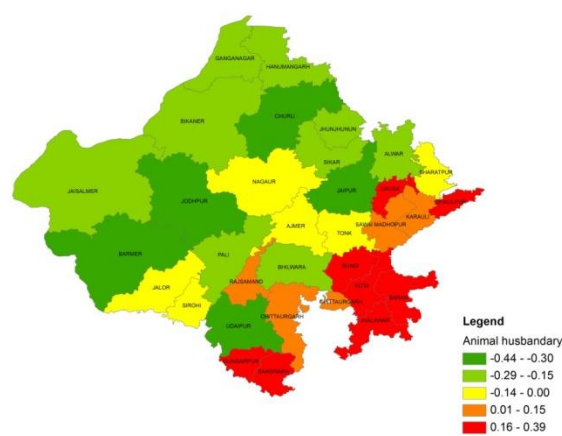 GANGANAGAR
HANUMANGARH
CHURU
BIKANER
JHUNJHUNUN
SIKAR
ALWAR
BHARATPUR
JAISALMER
JODHPUR
NAGAUR
JAIPUR
DAUSA
DHAULPUR
KARAULI
AJMER
TONK
SAWAI MADHOPUR
BARMER
PALI
JALOR
SIROHI
RAJSAMAND
BHILWARA
BUNDI
KOTA
BARAN
CHITTAURGARH
CHITTAURGARH
JHALAWAR
UDAIPUR
DUNGARPUR
BANSWARA
Legend
Animal husbandary
-0.44 - -0.30
-0.29 - -0.15
-0.14 - 0.00
0.01 - 0.15
0.16 - 0.39